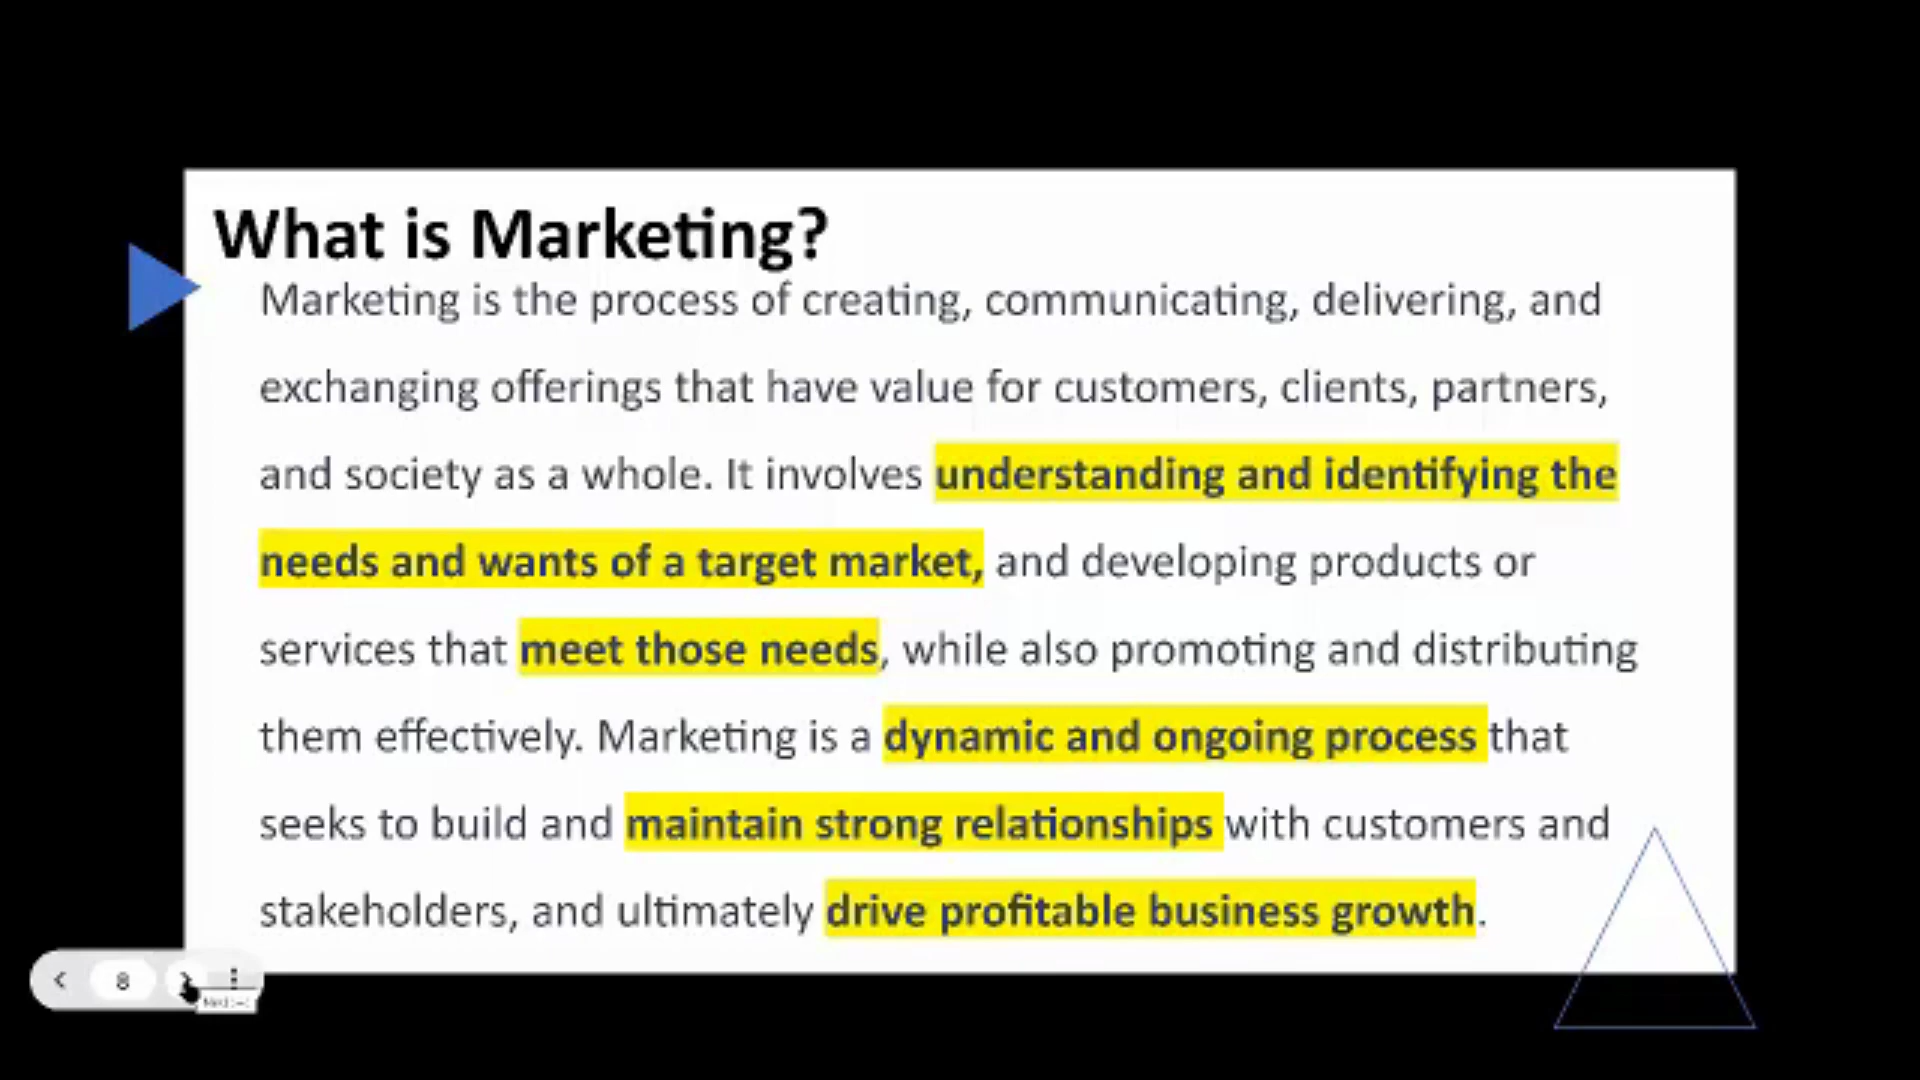 What is Marketing?
Marketing is the process of creating, communicating, delivering, and
exchanging offerings that have value for customers, clients, partners,
and society as a whole. It involves understanding and identifying the
needs and wants of a target market, and developing products or
services that meet those needs, while also promoting and distributing
them effectively. Marketing is a dynamic and ongoing process that
seeks to build and maintain strong relationships with customers and
stakeholders, and ultimately drive profitable business growth.
8